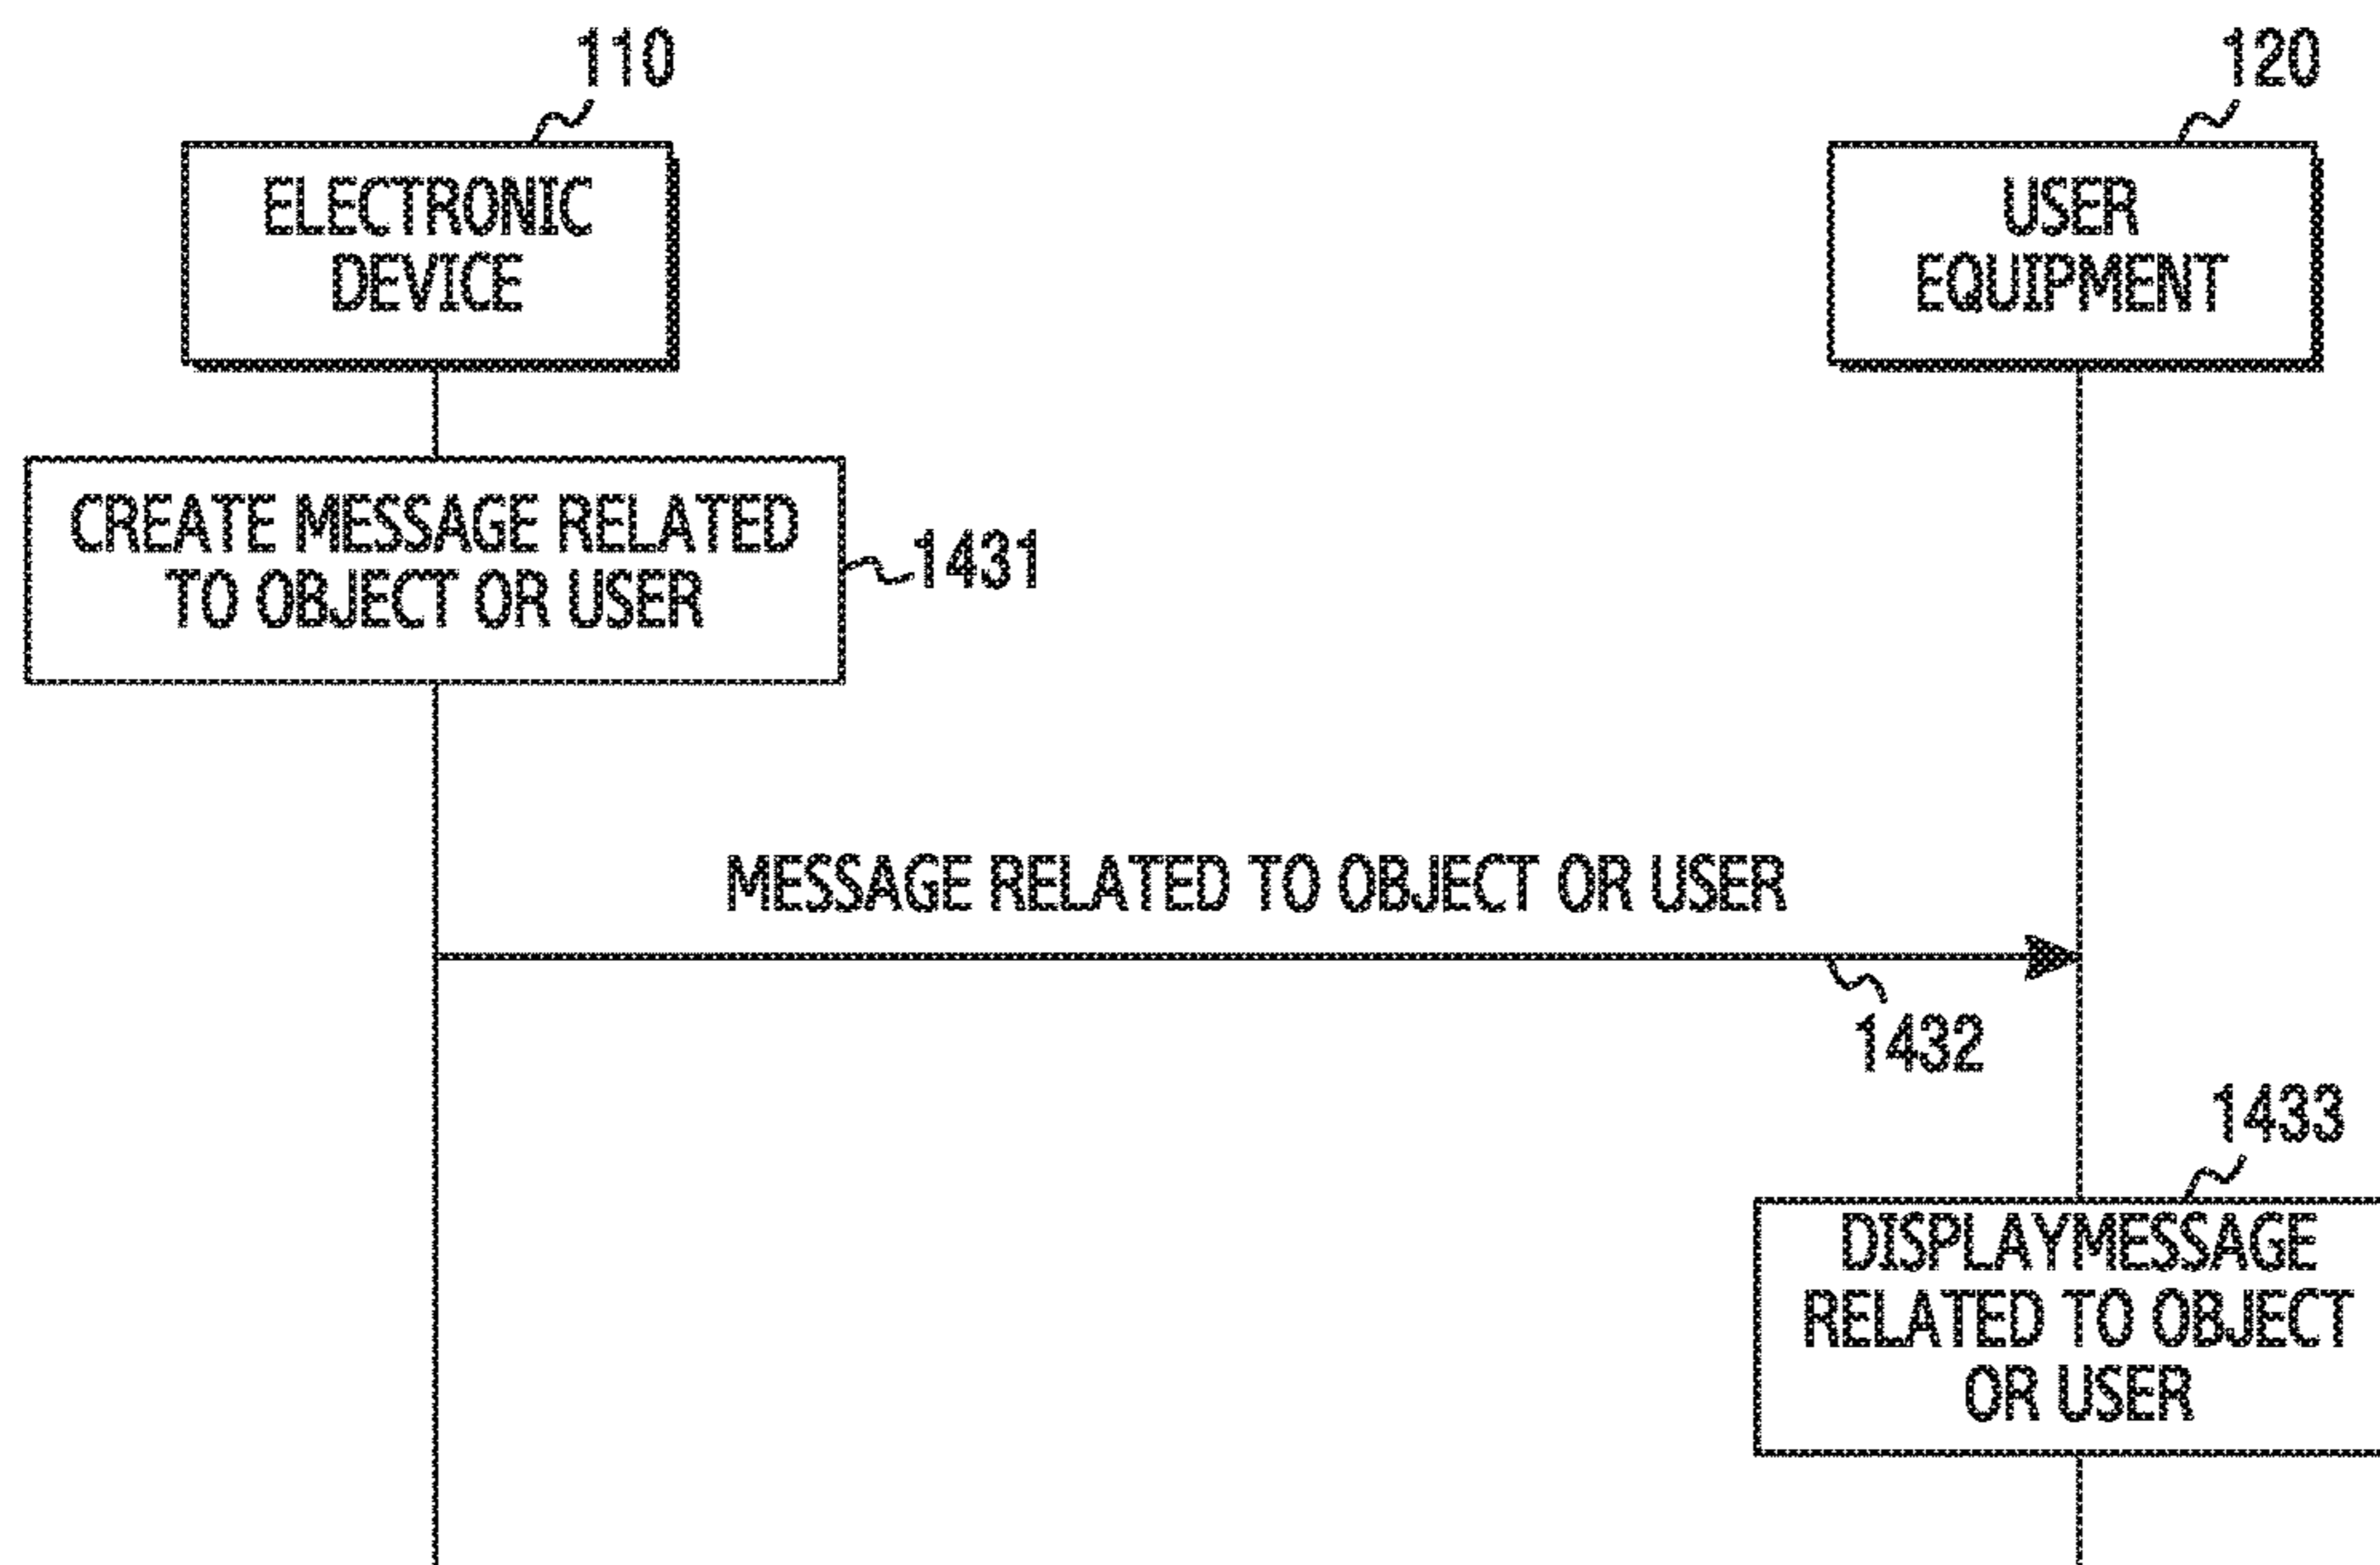 110
120
ELECTRONIC
DEVICE
USER
EQUIPMENT
CREATE MESSAGE RELATED
TO OBJECT OR USER
1431
MESSAGE RELATED TO OBJECT OR USER
1432
1433
DISPLAYMESSAGE
RELATED TO OBJECT
OR USER